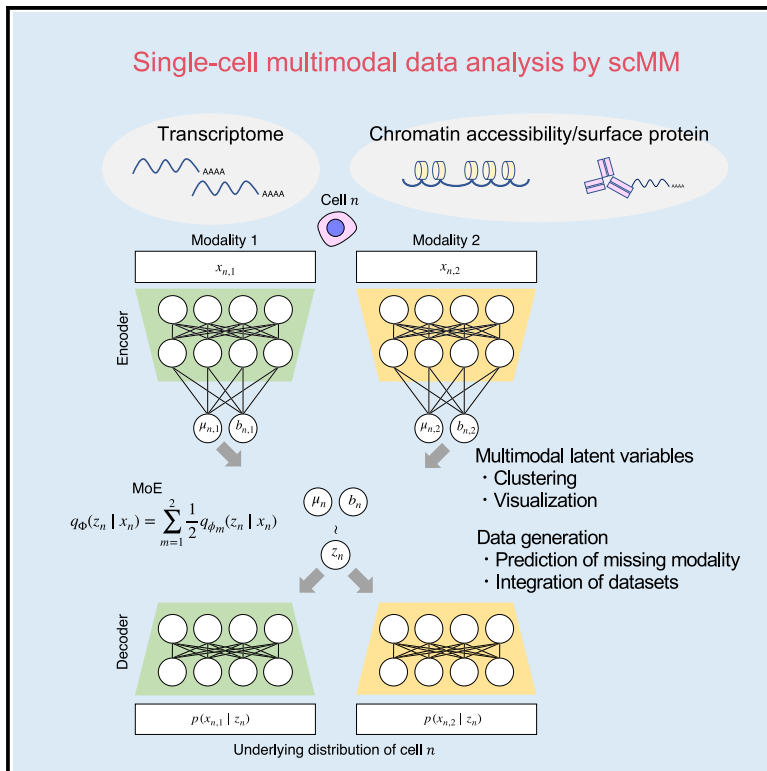 Single-cell multimodal data analysis by scMM
Transcriptome
Chromatin accessibility/surface protein
AAAA
AAAA
AAAA
Cell n
Modality 1
Modality 2
x_{n,1}
x_{n,2}
Encoder
μ_{n,1} b_{n,1}
μ_{n,2} b_{n,2}
MoE
q_Φ(z_n | x_n) = \sum_{m=1}^{2} \frac{1}{2} q_{ϕ_m}(z_n | x_n)
μ_n b_n
~
z_n
Multimodal latent variables
・Clustering
・Visualization
Data generation
・Prediction of missing modality
・Integration of datasets
Decoder
p(x_{n,1} | z_n)
p(x_{n,2} | z_n)
Underlying distribution of cell n